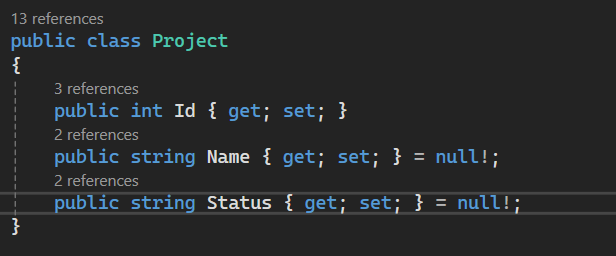 13 references
public class Project
{
3 references
public int Id { get; set; }
2 references
public string Name { get; set; } = null!;
2 references
public string Status { get; set; } = null!;
}